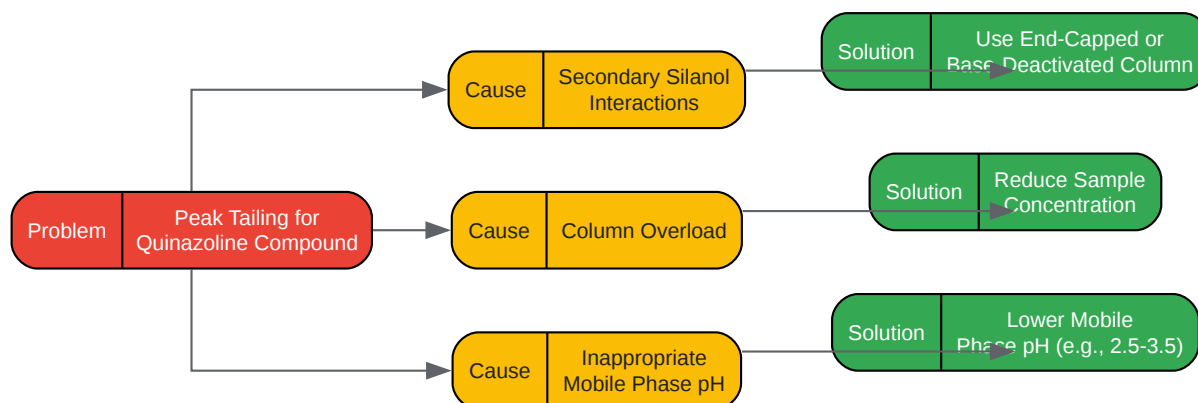 Solution
Use End-Capped or
Base-Deactivated Column
Cause
Secondary Silanol
Interactions
Problem
Peak Tailing for
Quinazoline Compound
Cause
Column Overload
Solution
Reduce Sample
Concentration
Cause
Inappropriate
Mobile Phase pH
Solution
Lower Mobile
Phase pH (e.g., 2.5-3.5)